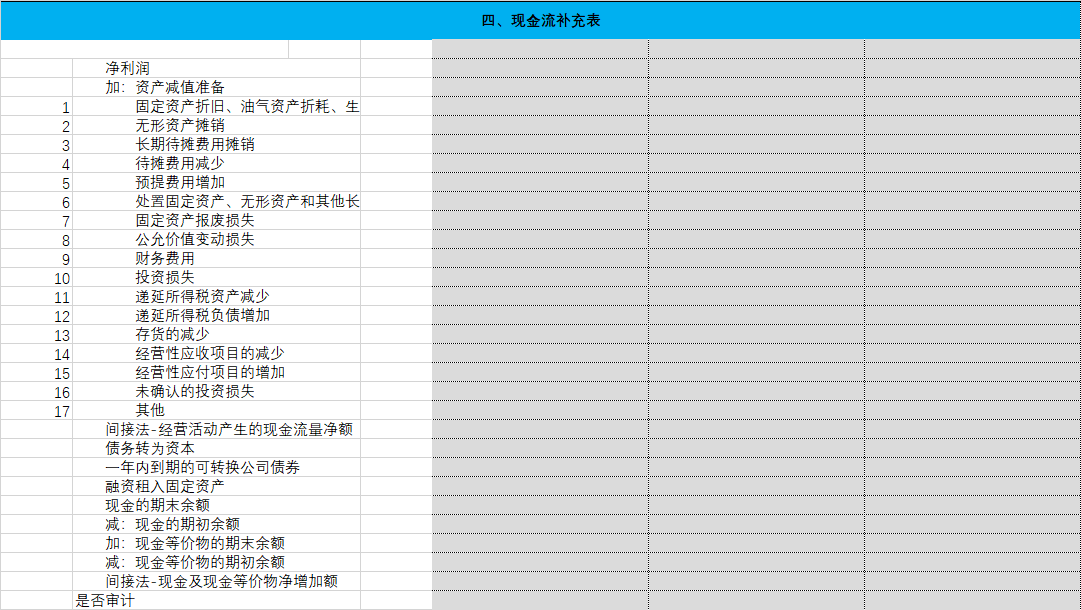 四、现金流补充表
净利润
加：资产减值准备
1 固定资产折旧、油气资产折耗、生
2 无形资产摊销
3 长期待摊费用摊销
4 待摊费用减少
5 预提费用增加
6 处置固定资产、无形资产和其他长
7 固定资产报废损失
8 公允价值变动损失
9 财务费用
10 投资损失
11 递延所得税资产减少
12 递延所得税负债增加
13 存货的减少
14 经营性应收项目的减少
15 经营性应付项目的增加
16 未确认的投资损失
17 其他
间接法-经营活动产生的现金流量净额
债务转为资本
一年内到期的可转换公司债券
融资租入固定资产
现金的期末余额
减：现金的期初余额
加：现金等价物的期末余额
减：现金等价物的期初余额
间接法-现金及现金等价物净增加额
是否审计